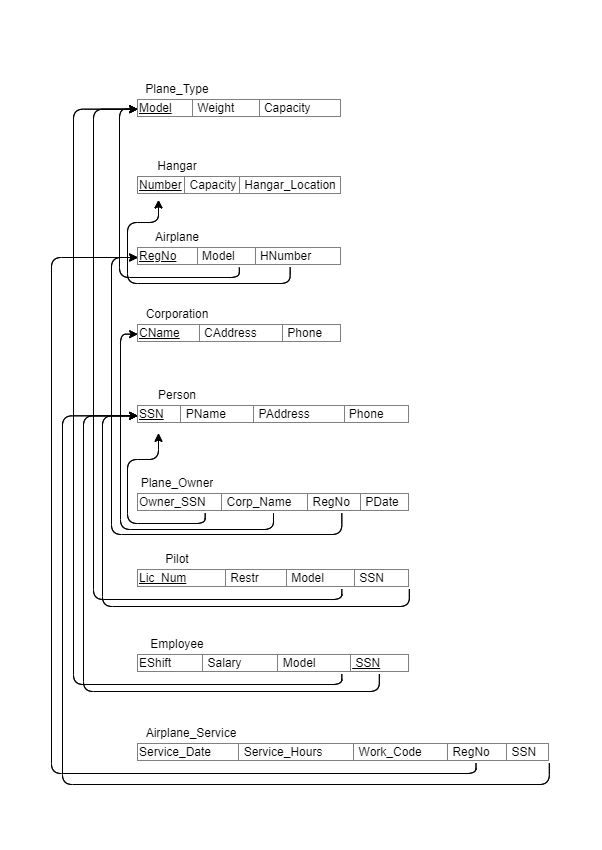 Plane_Type
Model Weight Capacity
Hangar
Number Capacity Hangar_Location
Airplane
RegNo Model HNumber
Corporation
CName CAddress Phone
Person
SSN PName PAddress Phone
Plane_Owner
Owner_SSN Corp_Name RegNo PDate
Pilot
Lic_Num Restr Model SSN
Employee
EShift Salary Model SSN
Airplane_Service
Service_Date Service_Hours Work_Code RegNo SSN